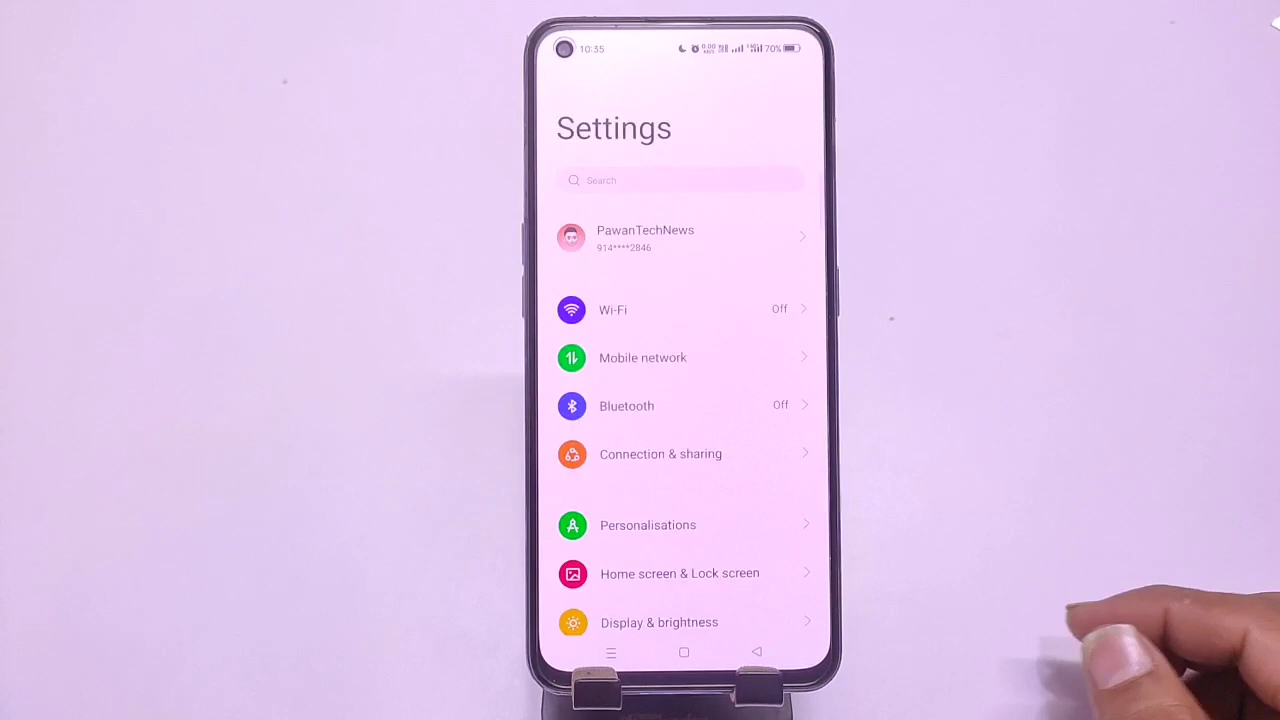 10:35
70%
Settings
Search
PawanTechNews
914****2846
Wi-Fi Off
Mobile network
Bluetooth Off
Connection & sharing
Personalisations
Home screen & Lock screen
Display & brightness